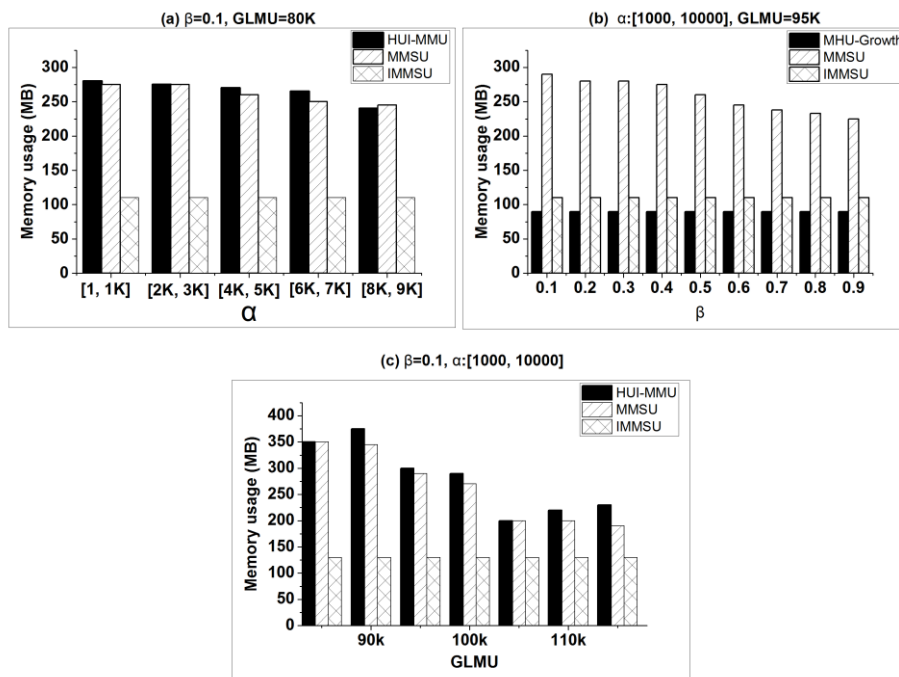 (a) β=0.1, GLMU=80K
HUI-MMU
MMSU
IMMSU
300
250
200
150
100
50
0
Memory usage (MB)
[1, 1K] [2K, 3K] [4K, 5K] [6K, 7K] [8K, 9K]
α
(b) α:[1000, 10000], GLMU=95K
MHU-Growth
MMSU
IMMSU
300
250
200
150
100
50
0
Memory usage (MB)
0.1 0.2 0.3 0.4 0.5 0.6 0.7 0.8 0.9
β
(c) β=0.1, α:[1000, 10000]
HUI-MMU
MMSU
IMMSU
400
350
300
250
200
150
100
50
0
Memory usage (MB)
90k 100k 110k
GLMU